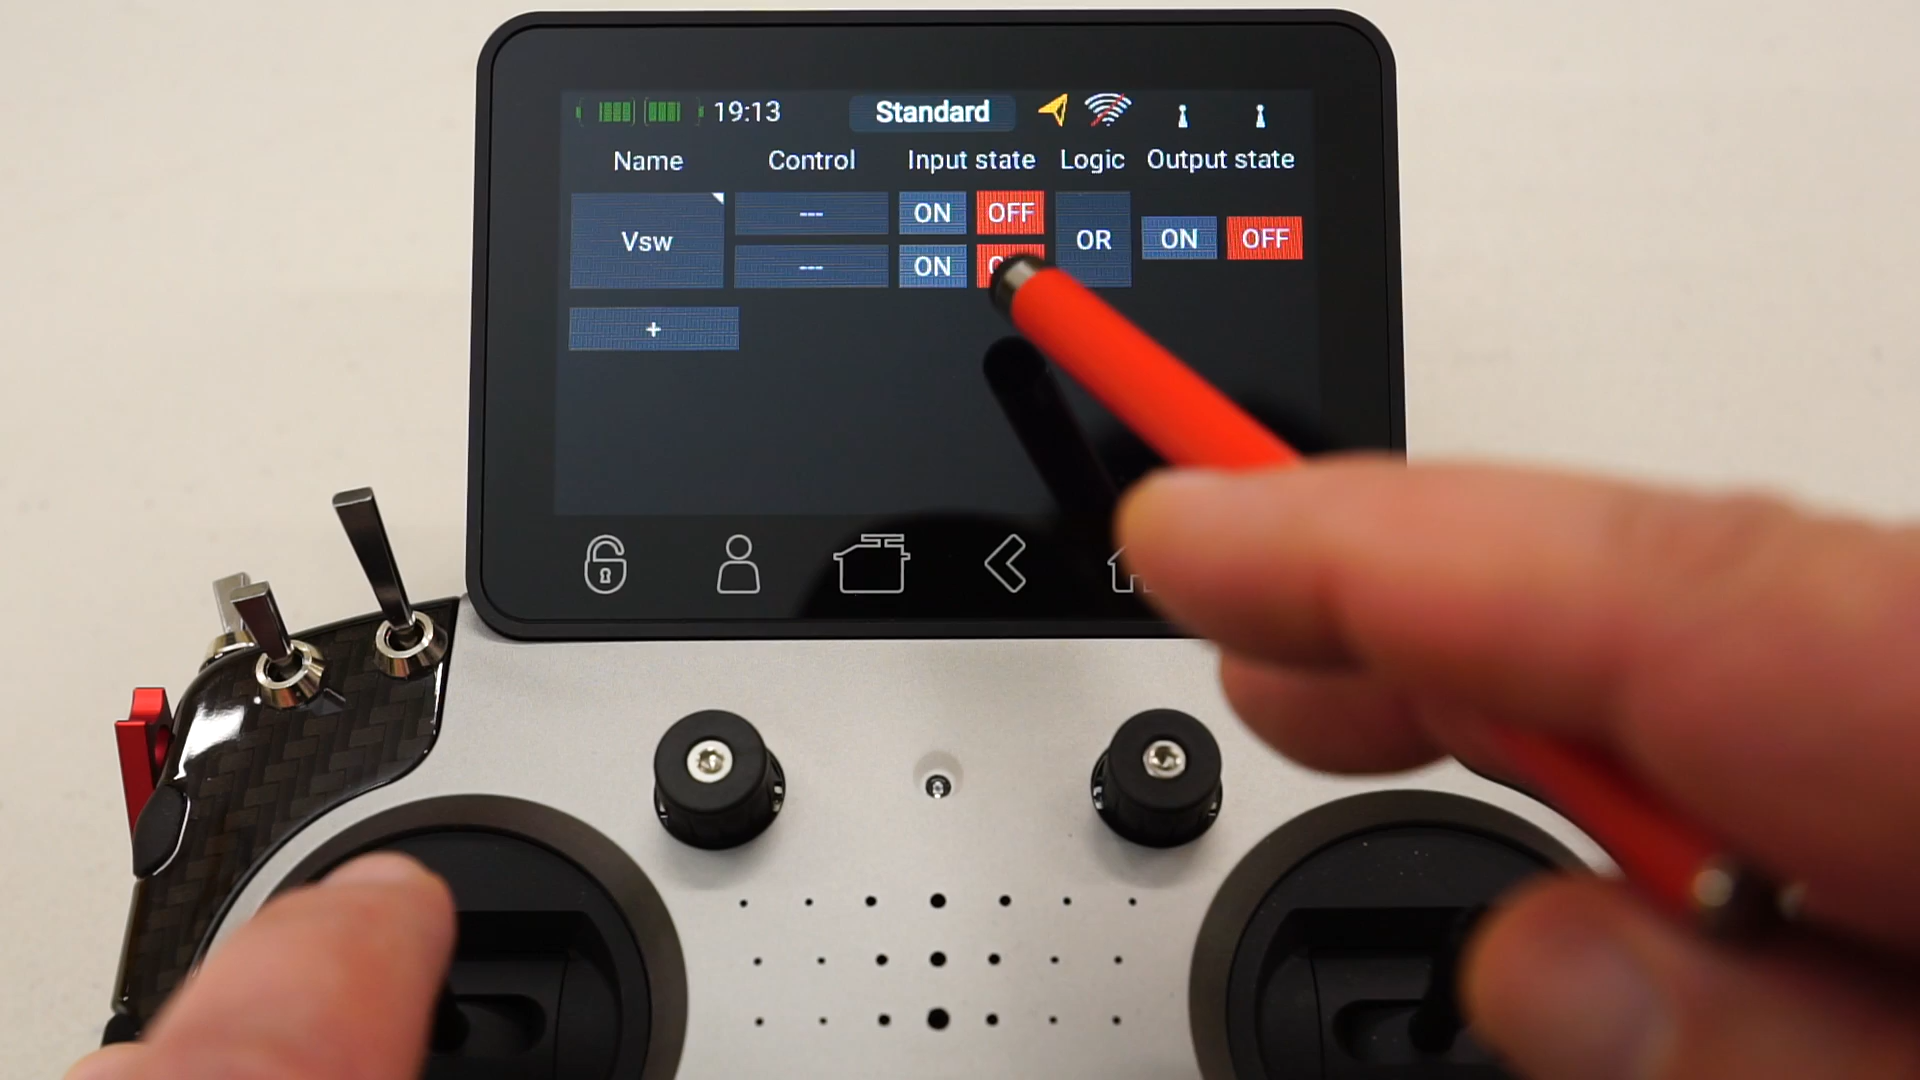 19:13 Standard
Name Control Input state Logic Output state
Vsw --- ON OFF OR ON OFF
--- ON
+